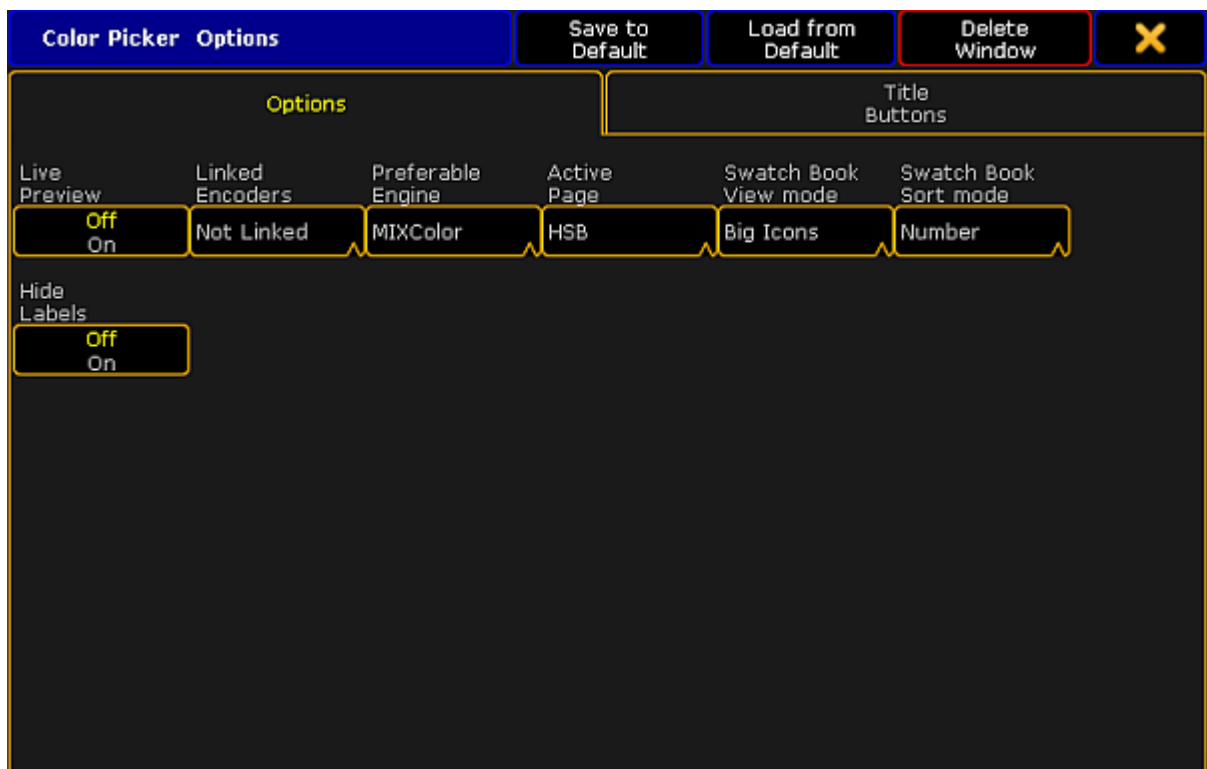 Color Picker Options
Save to
Default
Load from
Default
Delete
Window
Options
Title
Buttons
Live
Preview
Linked
Encoders
Preferable
Engine
Active
Page
Swatch Book
View mode
Swatch Book
Sort mode
Off
On
Not Linked
MIXColor
HSB
Big Icons
Number
Hide
Labels
Off
On